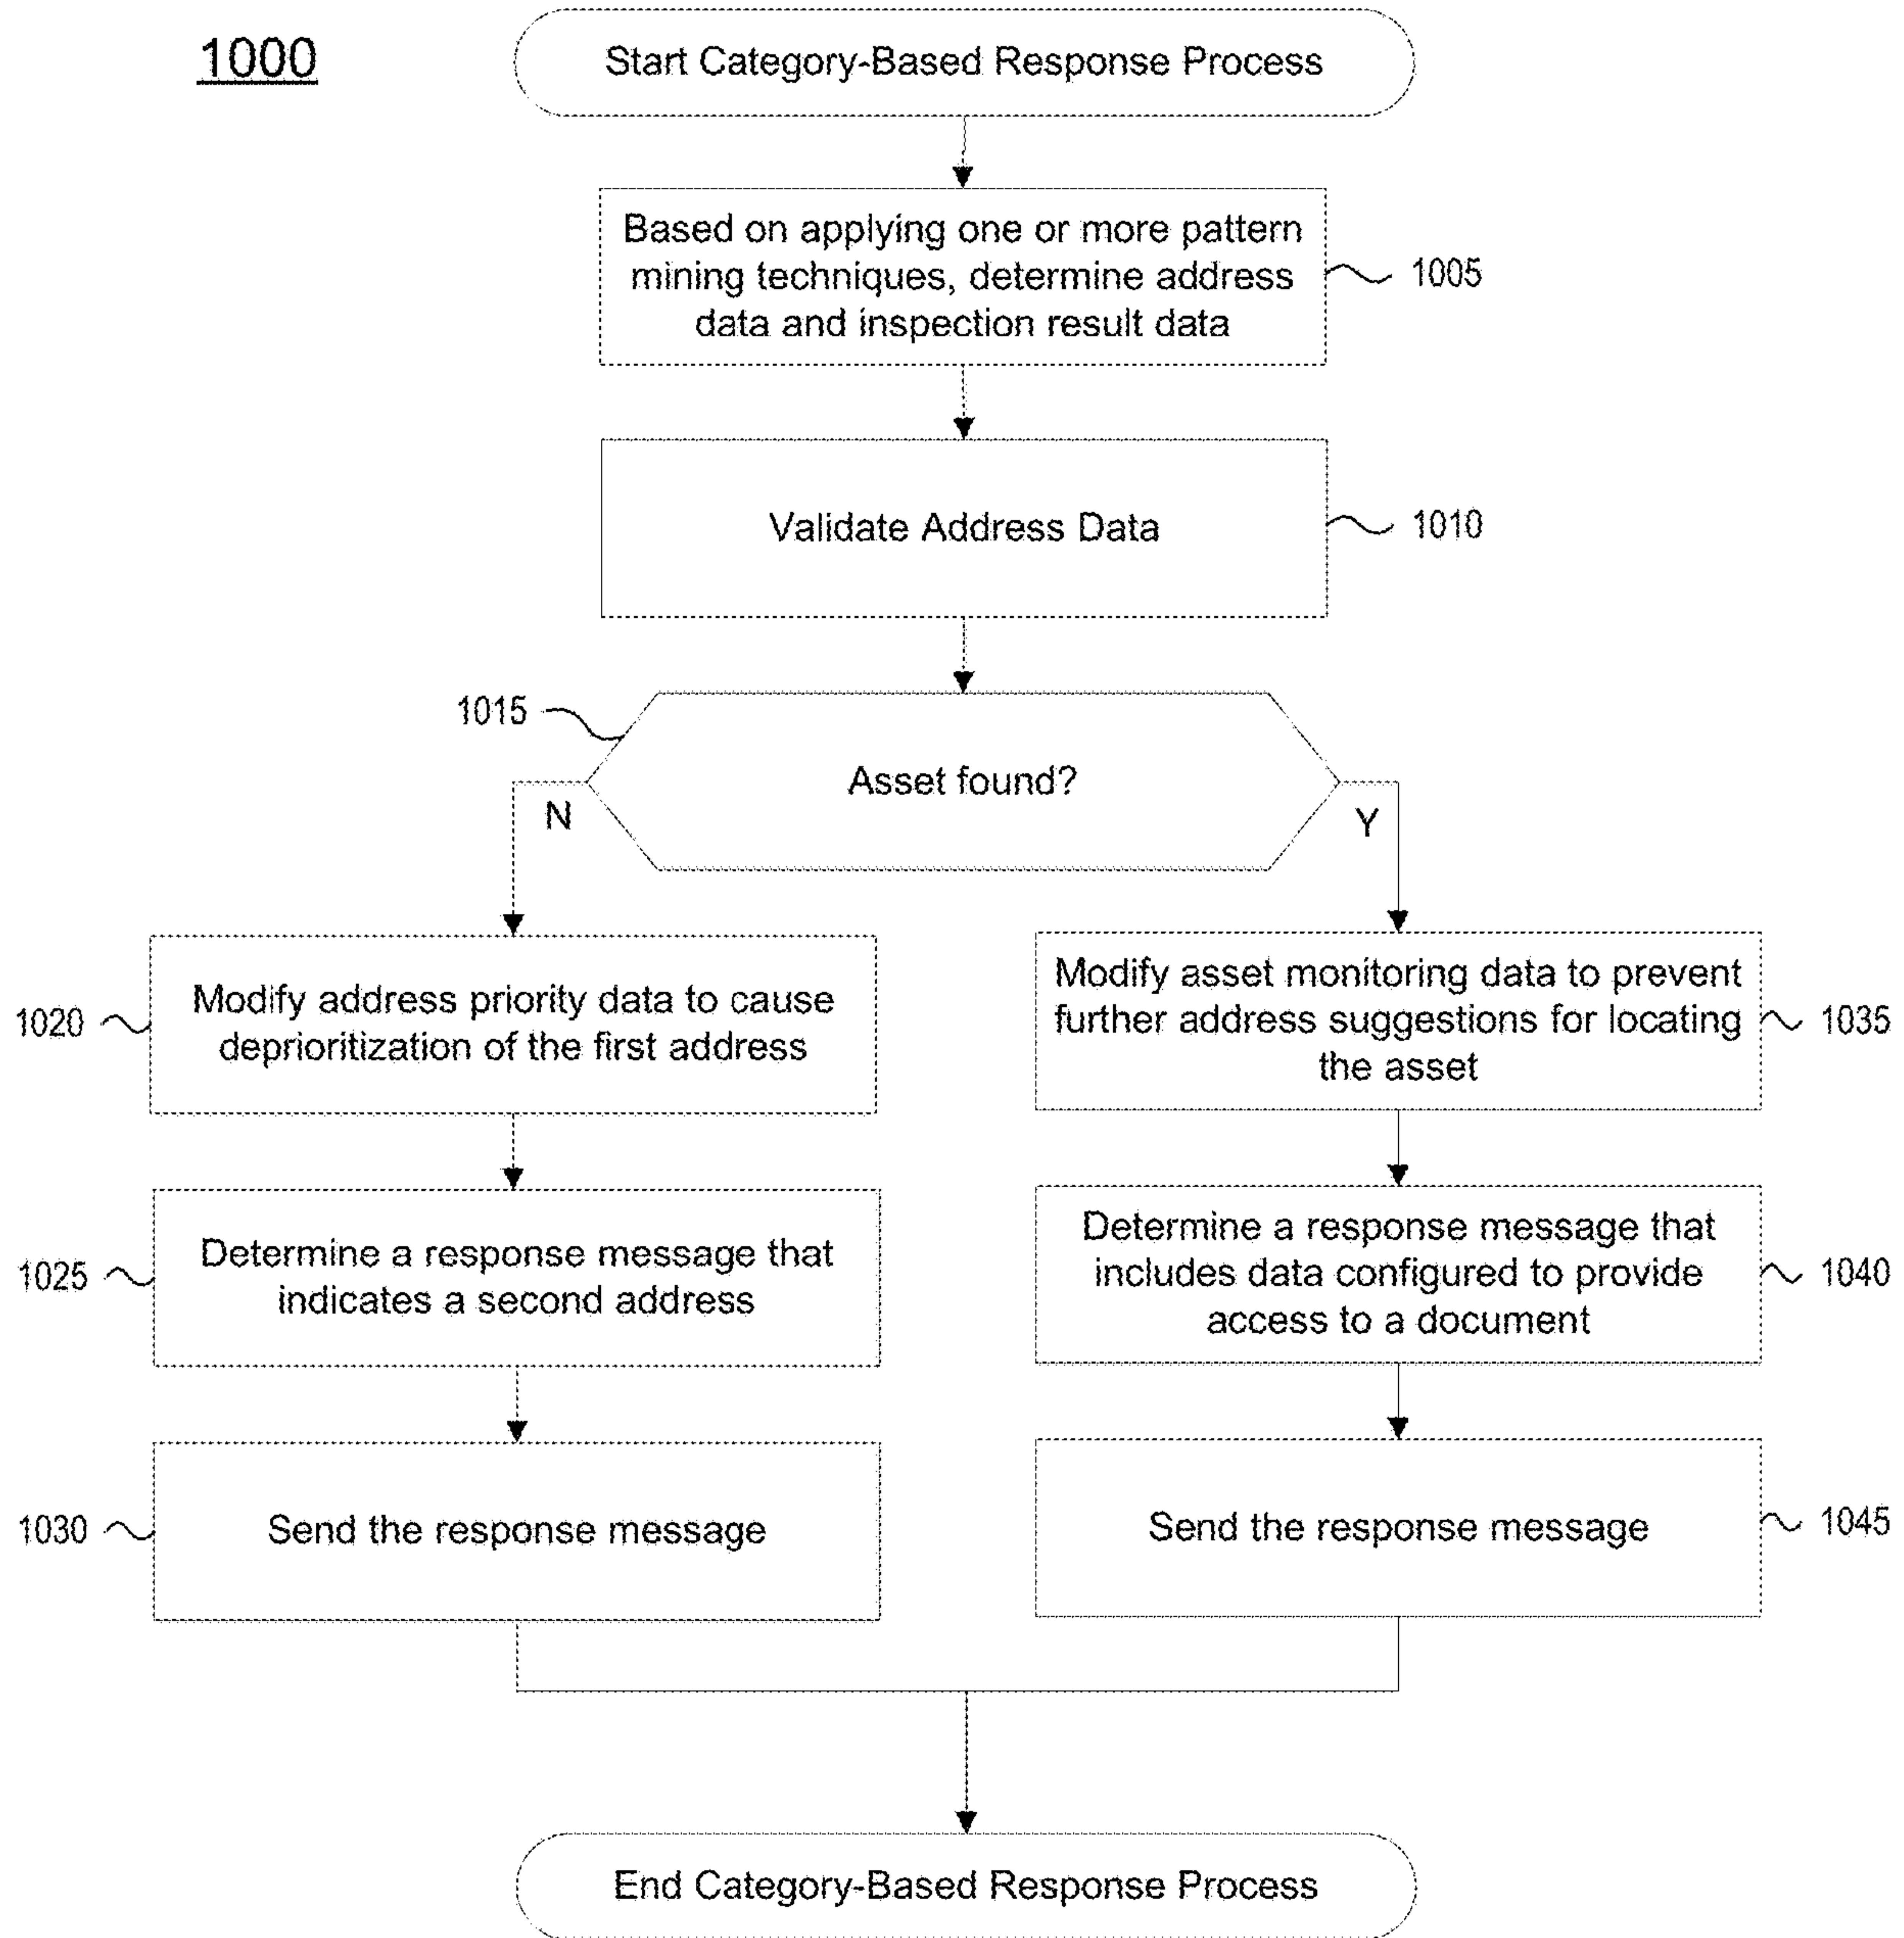 1000
Start Category-Based Response Process
Based on applying one or more pattern
mining techniques, determine address
data and inspection result data
1005
Validate Address Data
1010
1015
Asset found?
N
Y
1020
Modify address priority data to cause
deprioritization of the first address
Modify asset monitoring data to prevent
further address suggestions for locating
the asset
1035
1025
Determine a response message that
indicates a second address
Determine a response message that
includes data configured to provide
access to a document
1040
1030
Send the response message
Send the response message
1045
End Category-Based Response Process